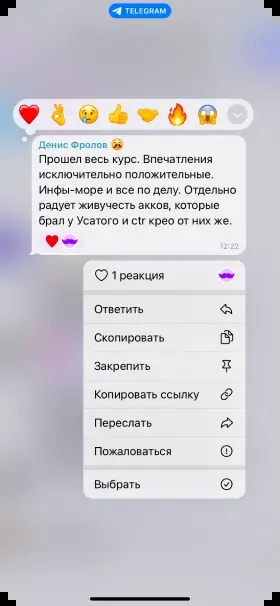 TELEGRAM
Денис Фролов
Прошел весь курс. Впечатления
исключительно положительные.
Инфы-море и все по делу. Отдельно
радует живучесть акков, которые
брал у Усатого и ctr крео от них же.
12:22
1 реакция
Ответить
Скопировать
Закрепить
Копировать ссылку
Переслать
Пожаловаться
Выбрать